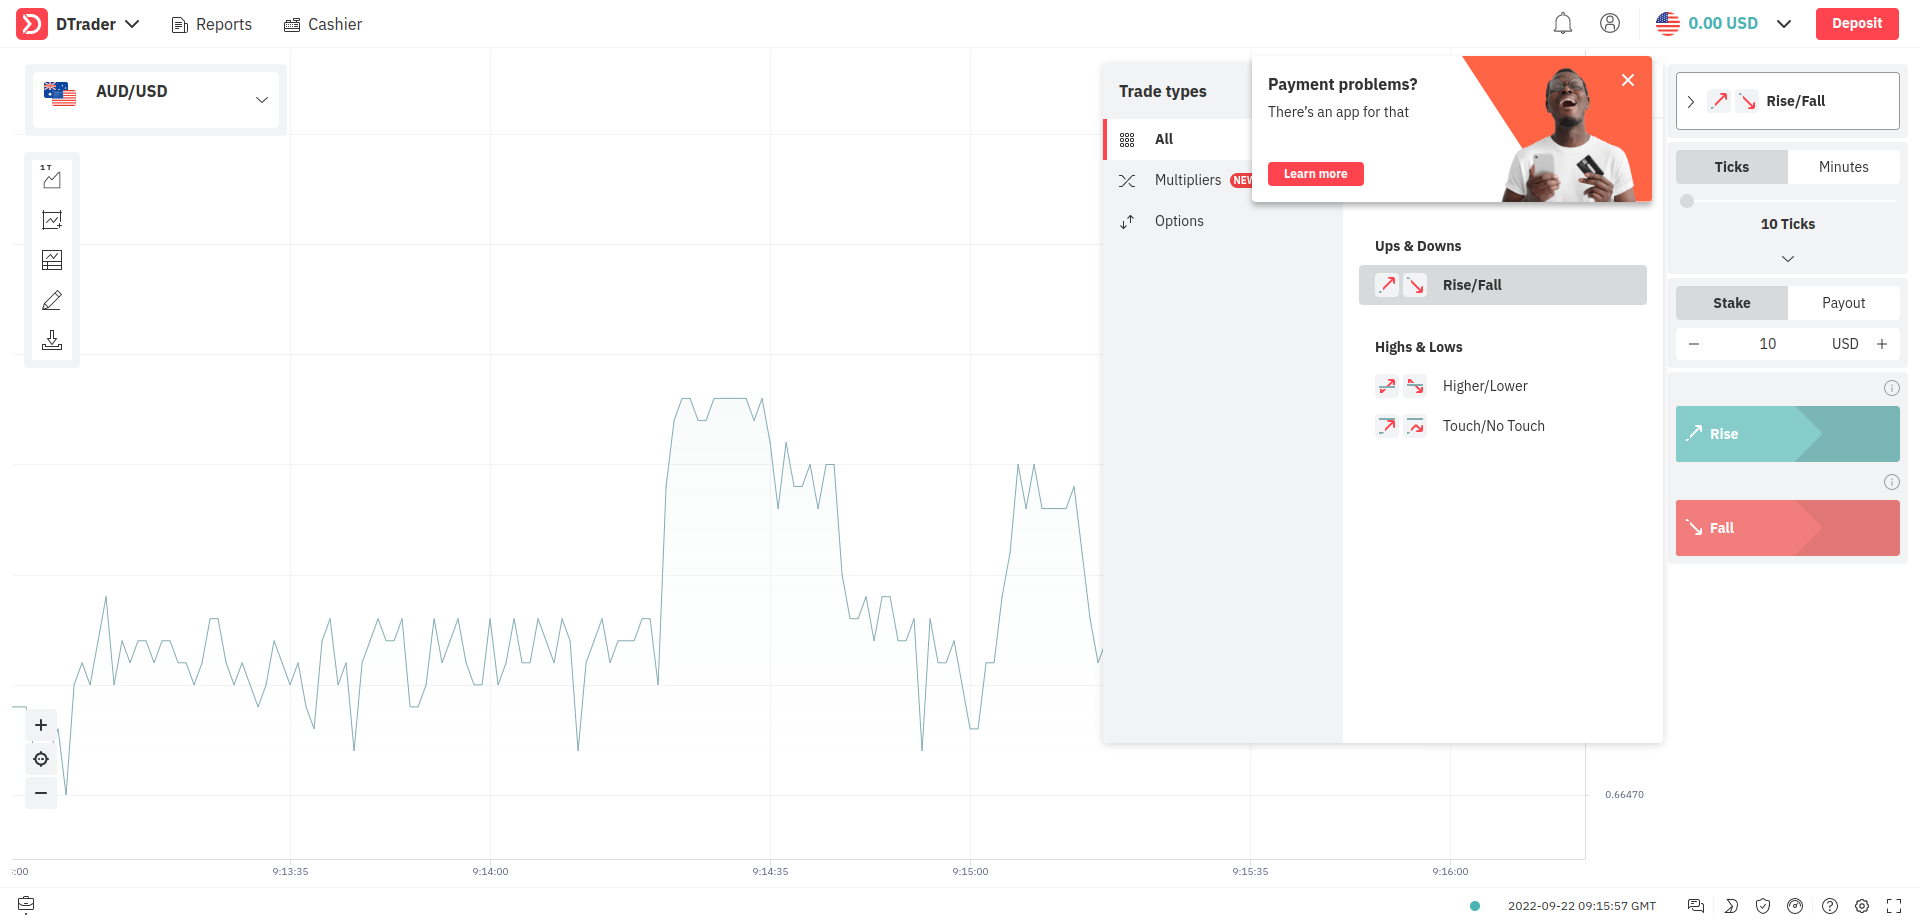 DTrader
Reports
Cashier
0.00 USD
Deposit
AUD/USD
1T
Trade types
All
Multipliers
Options
Payment problems?
There's an app for that
Learn more
Ups & Downs
Rise/Fall
Highs & Lows
Higher/Lower
Touch/No Touch
Rise/Fall
Ticks Minutes
10 Ticks
Stake Payout
− 10 USD +
Rise
Fall
+
−
0.66470
:00 9:13:35 9:14:00 9:14:35 9:15:00 9:15:35 9:16:00
2022-09-22 09:15:57 GMT